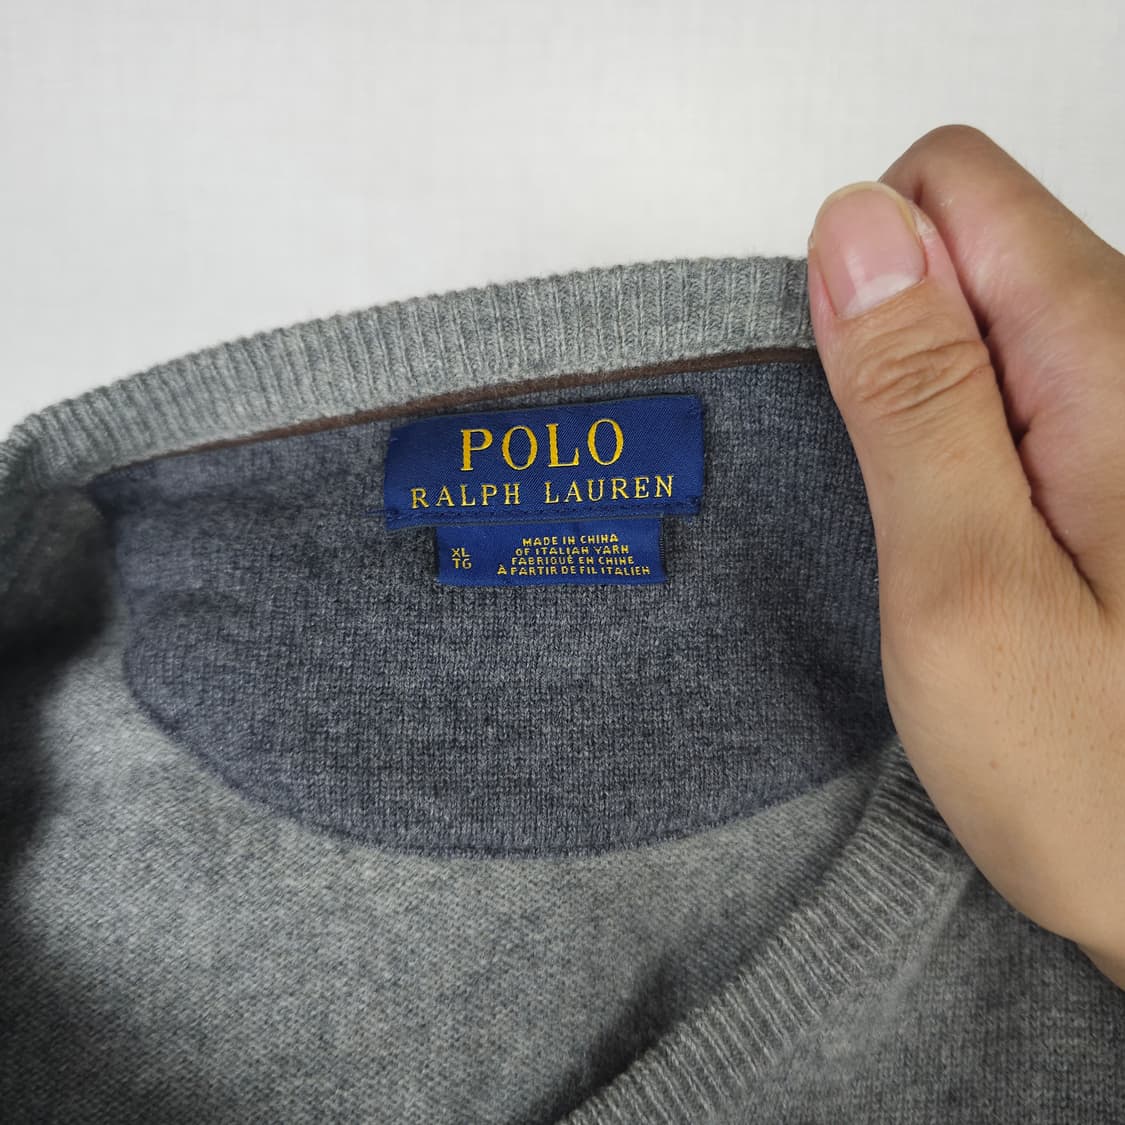 POLO
RALPH LAUREN
XL
TG
MADE IN CHINA
OF ITALIAN YARN
FABRIQUÉ EN CHINE
À PARTIR DE FIL ITALIEN